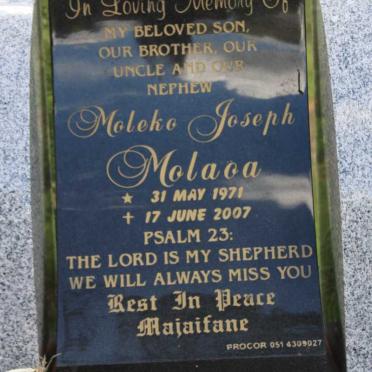 In Loving Memory Of
MY BELOVED SON,
OUR BROTHER, OUR
UNCLE AND OUR
NEPHEW
Moleko Joseph
Molaoa
★ 31 MAY 1971
✝ 17 JUNE 2007
PSALM 23:
THE LORD IS MY SHEPHERD
WE WILL ALWAYS MISS YOU
Rest In Peace
Majaifane
PROCOR 051 4309027